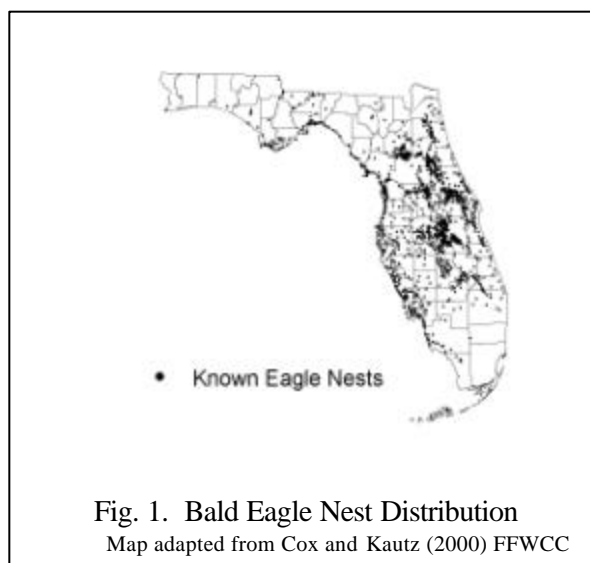 Known Eagle Nests
Fig. 1. Bald Eagle Nest Distribution
Map adapted from Cox and Kautz (2000) FFWCC